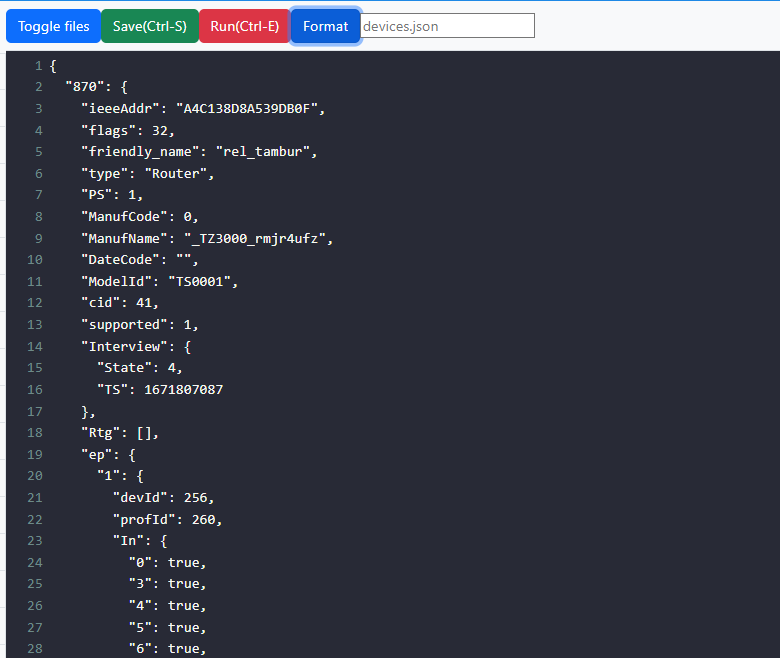 Toggle files Save(Ctrl-S) Run(Ctrl-E) Format devices.json
1 {
2 "870": {
3 "ieeeAddr": "A4C138D8A539DB0F",
4 "flags": 32,
5 "friendly_name": "rel_tambur",
6 "type": "Router",
7 "PS": 1,
8 "ManufCode": 0,
9 "ManufName": "_TZ3000_rmjr4ufz",
10 "DateCode": "",
11 "ModelId": "TS0001",
12 "cid": 41,
13 "supported": 1,
14 "Interview": {
15 "State": 4,
16 "TS": 1671807087
17 },
18 "Rtg": [],
19 "ep": {
20 "1": {
21 "devId": 256,
22 "profId": 260,
23 "In": {
24 "0": true,
25 "3": true,
26 "4": true,
27 "5": true,
28 "6": true,